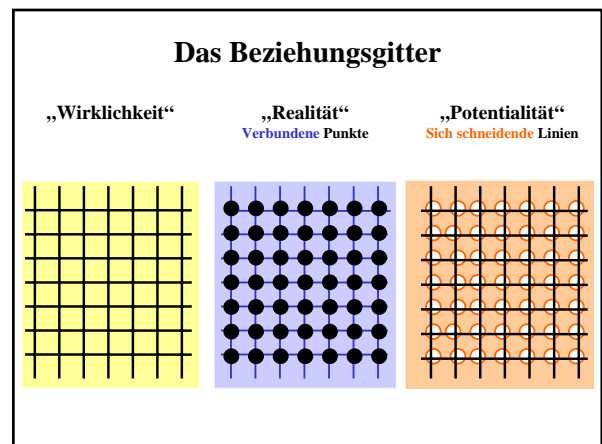 Das Beziehungsgitter
„Wirklichkeit“
„Realität“
Verbundene Punkte
„Potentialität“
Sich schneidende Linien